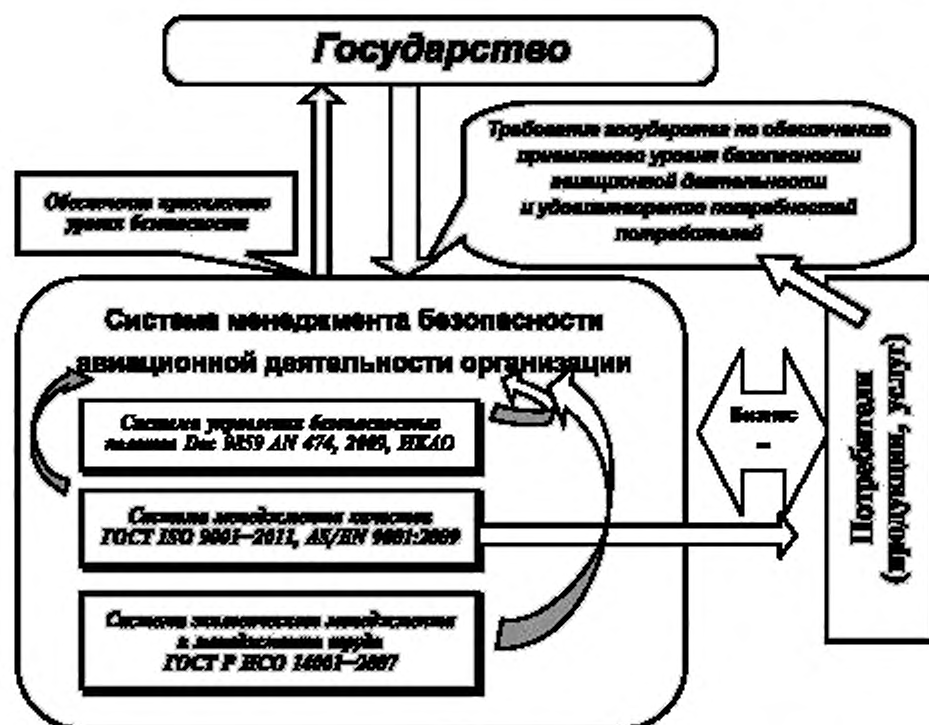 Государство
Требования государства по обеспечению
приемлемого уровня безопасности
авиационной деятельности
и удовлетворению потребностей
потребителей
Обеспечение приемлемого
уровня безопасности
Система менеджмента безопасности
авиационной деятельности организации
Система управления безопасностью
полетов Doc 9859 AN 474, 2009, ИКАО
Система менеджмента качества
ГОСТ ISO 9001–2011, AS/EN 9001:2009
Система экологического менеджмента
и менеджмента труда
ГОСТ Р ИСО 14001–2007
Бизнес
–
Потребители
(продукции, услуг)